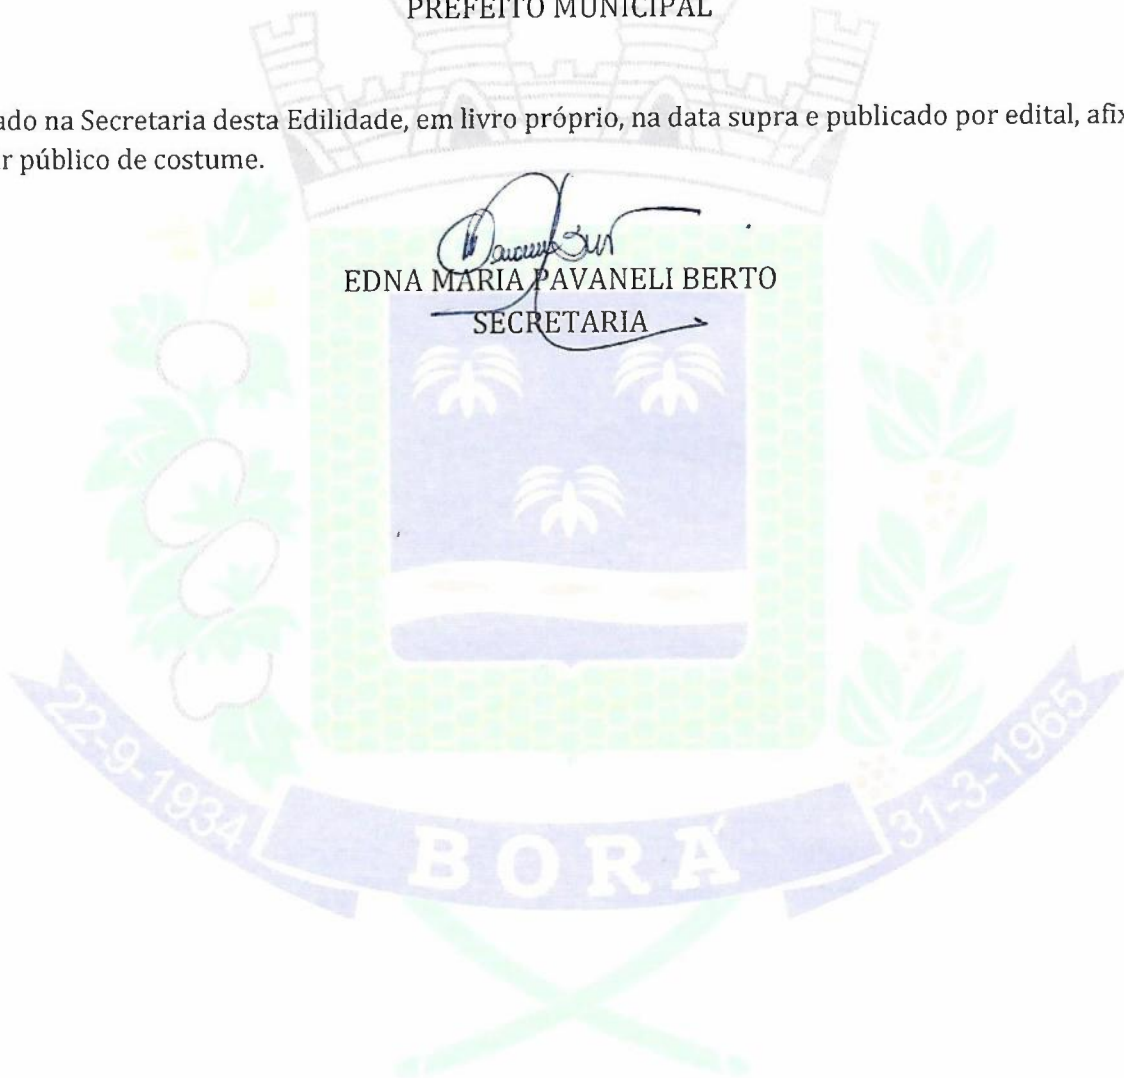 PREFEITO MUNICIPAL
ado na Secretaria desta Edilidade, em livro próprio, na data supra e publicado por edital, afix
r público de costume.
EDNA MARIA PAVANELI BERTO
SECRETARIA
22-9-1934
BORÁ
31-3-1965